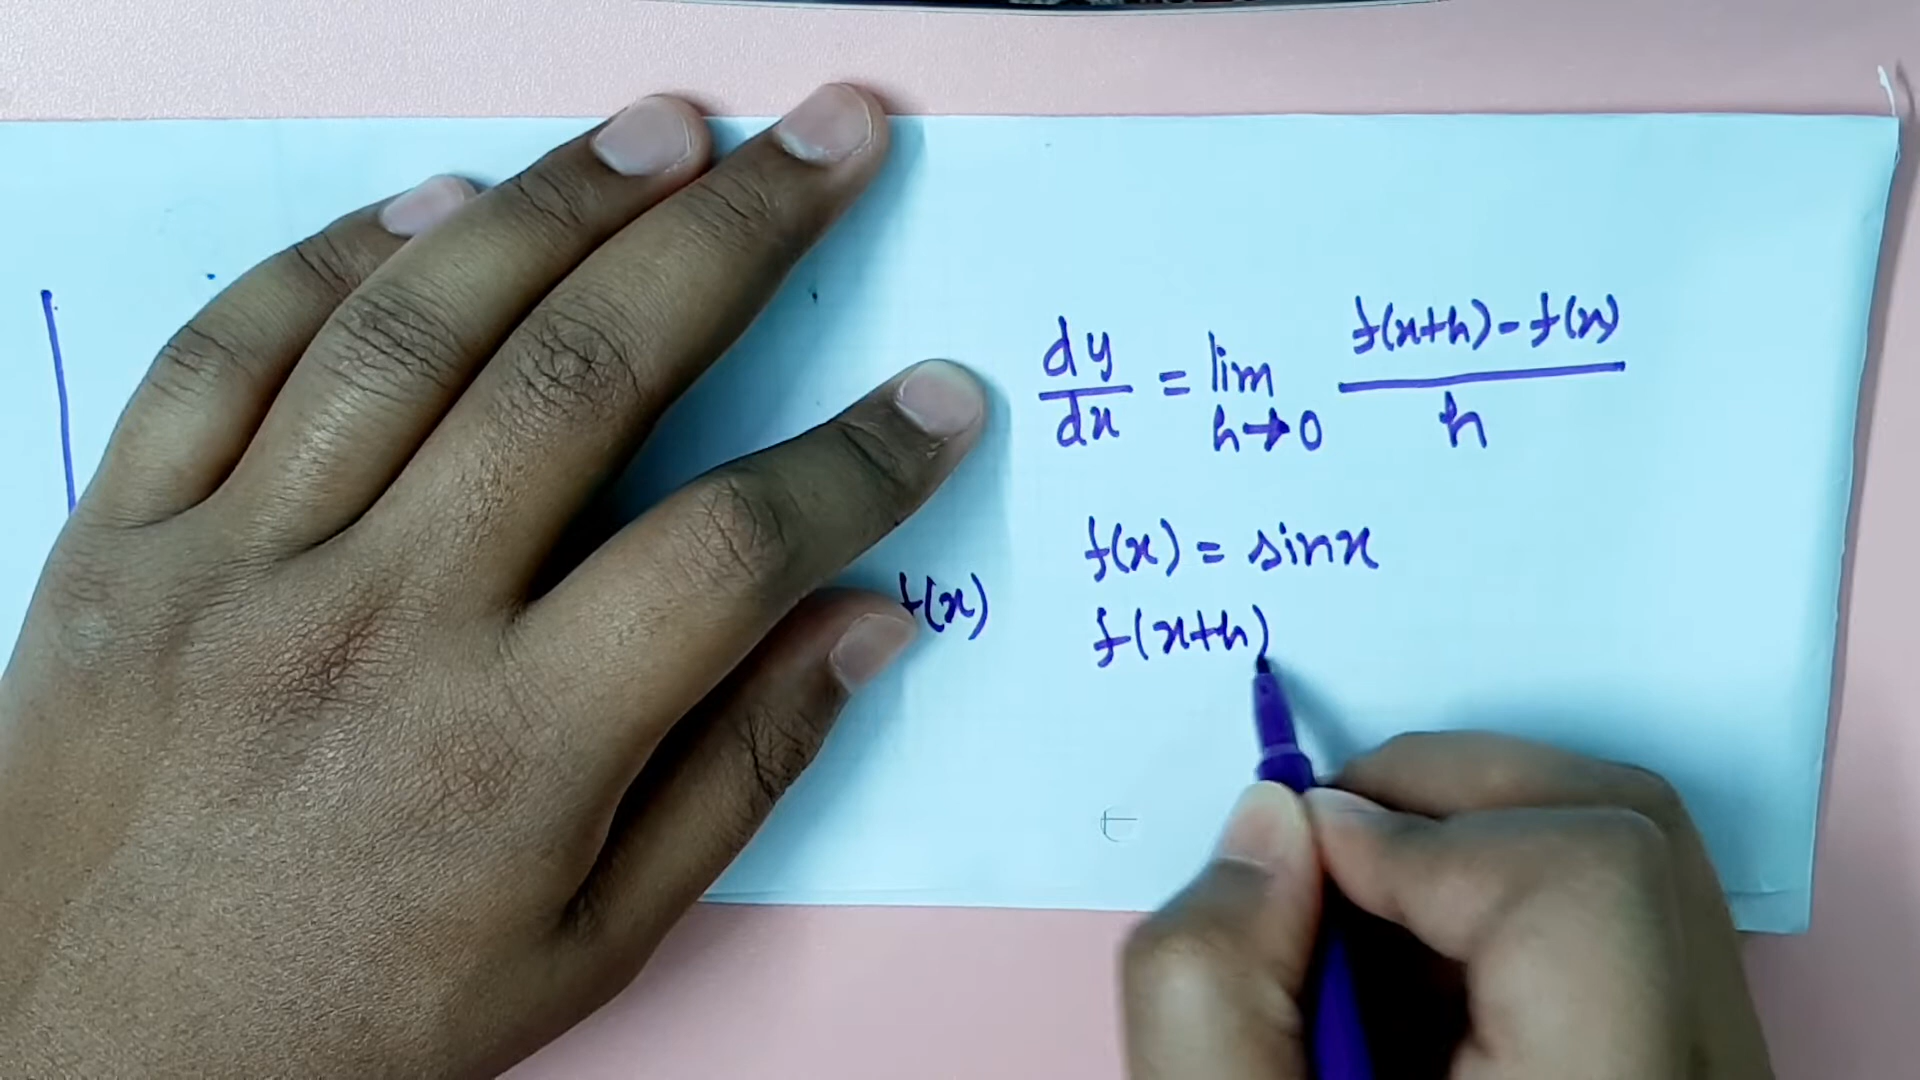 dy/dx = lim h→0 f(x+h) - f(x) / h
f(x) = sinx
f(x)
f(x+h)